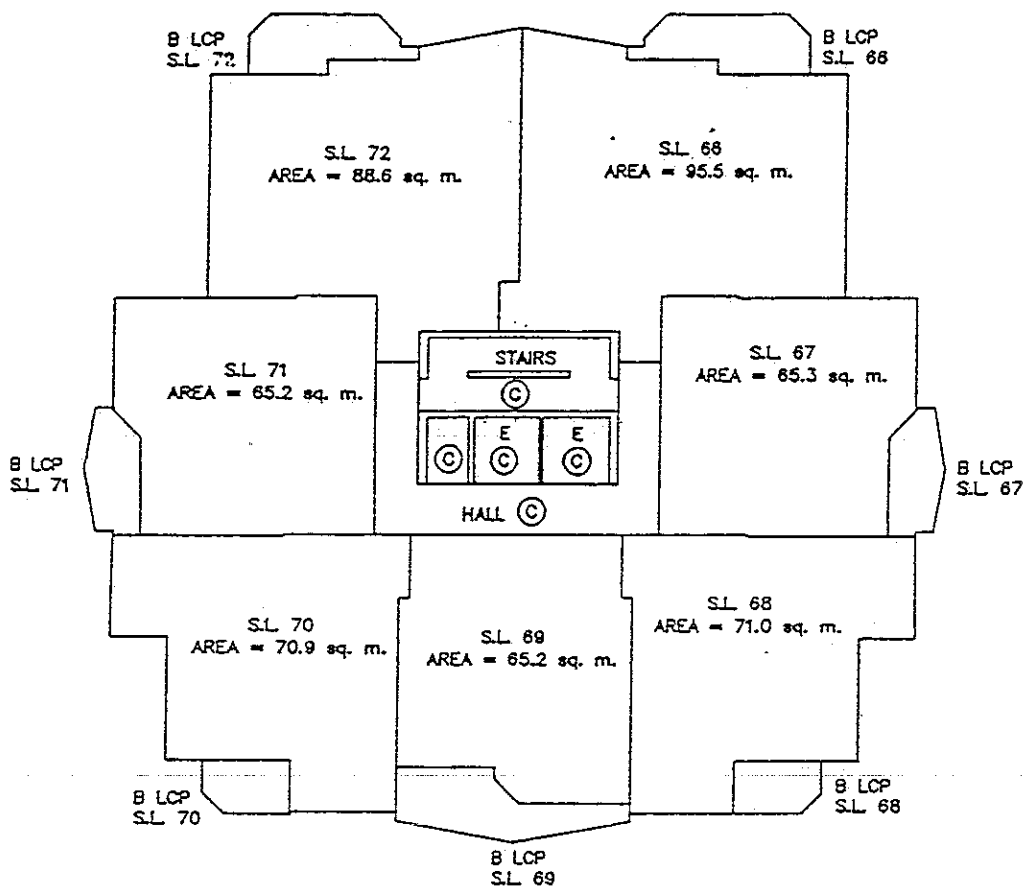 B LCP
S.L. 72
B LCP
S.L. 66
S.L. 72
AREA = 88.6 sq. m.
S.L. 66
AREA = 95.5 sq. m.
STAIRS
C
S.L. 71
AREA = 65.2 sq. m.
S.L. 67
AREA = 65.3 sq. m.
E
E
C
C
C
B LCP
S.L. 71
B LCP
S.L. 67
HALL C
S.L. 70
AREA = 70.9 sq. m.
S.L. 69
AREA = 65.2 sq. m.
S.L. 68
AREA = 71.0 sq. m.
B LCP
S.L. 70
B LCP
S.L. 68
B LCP
S.L. 69